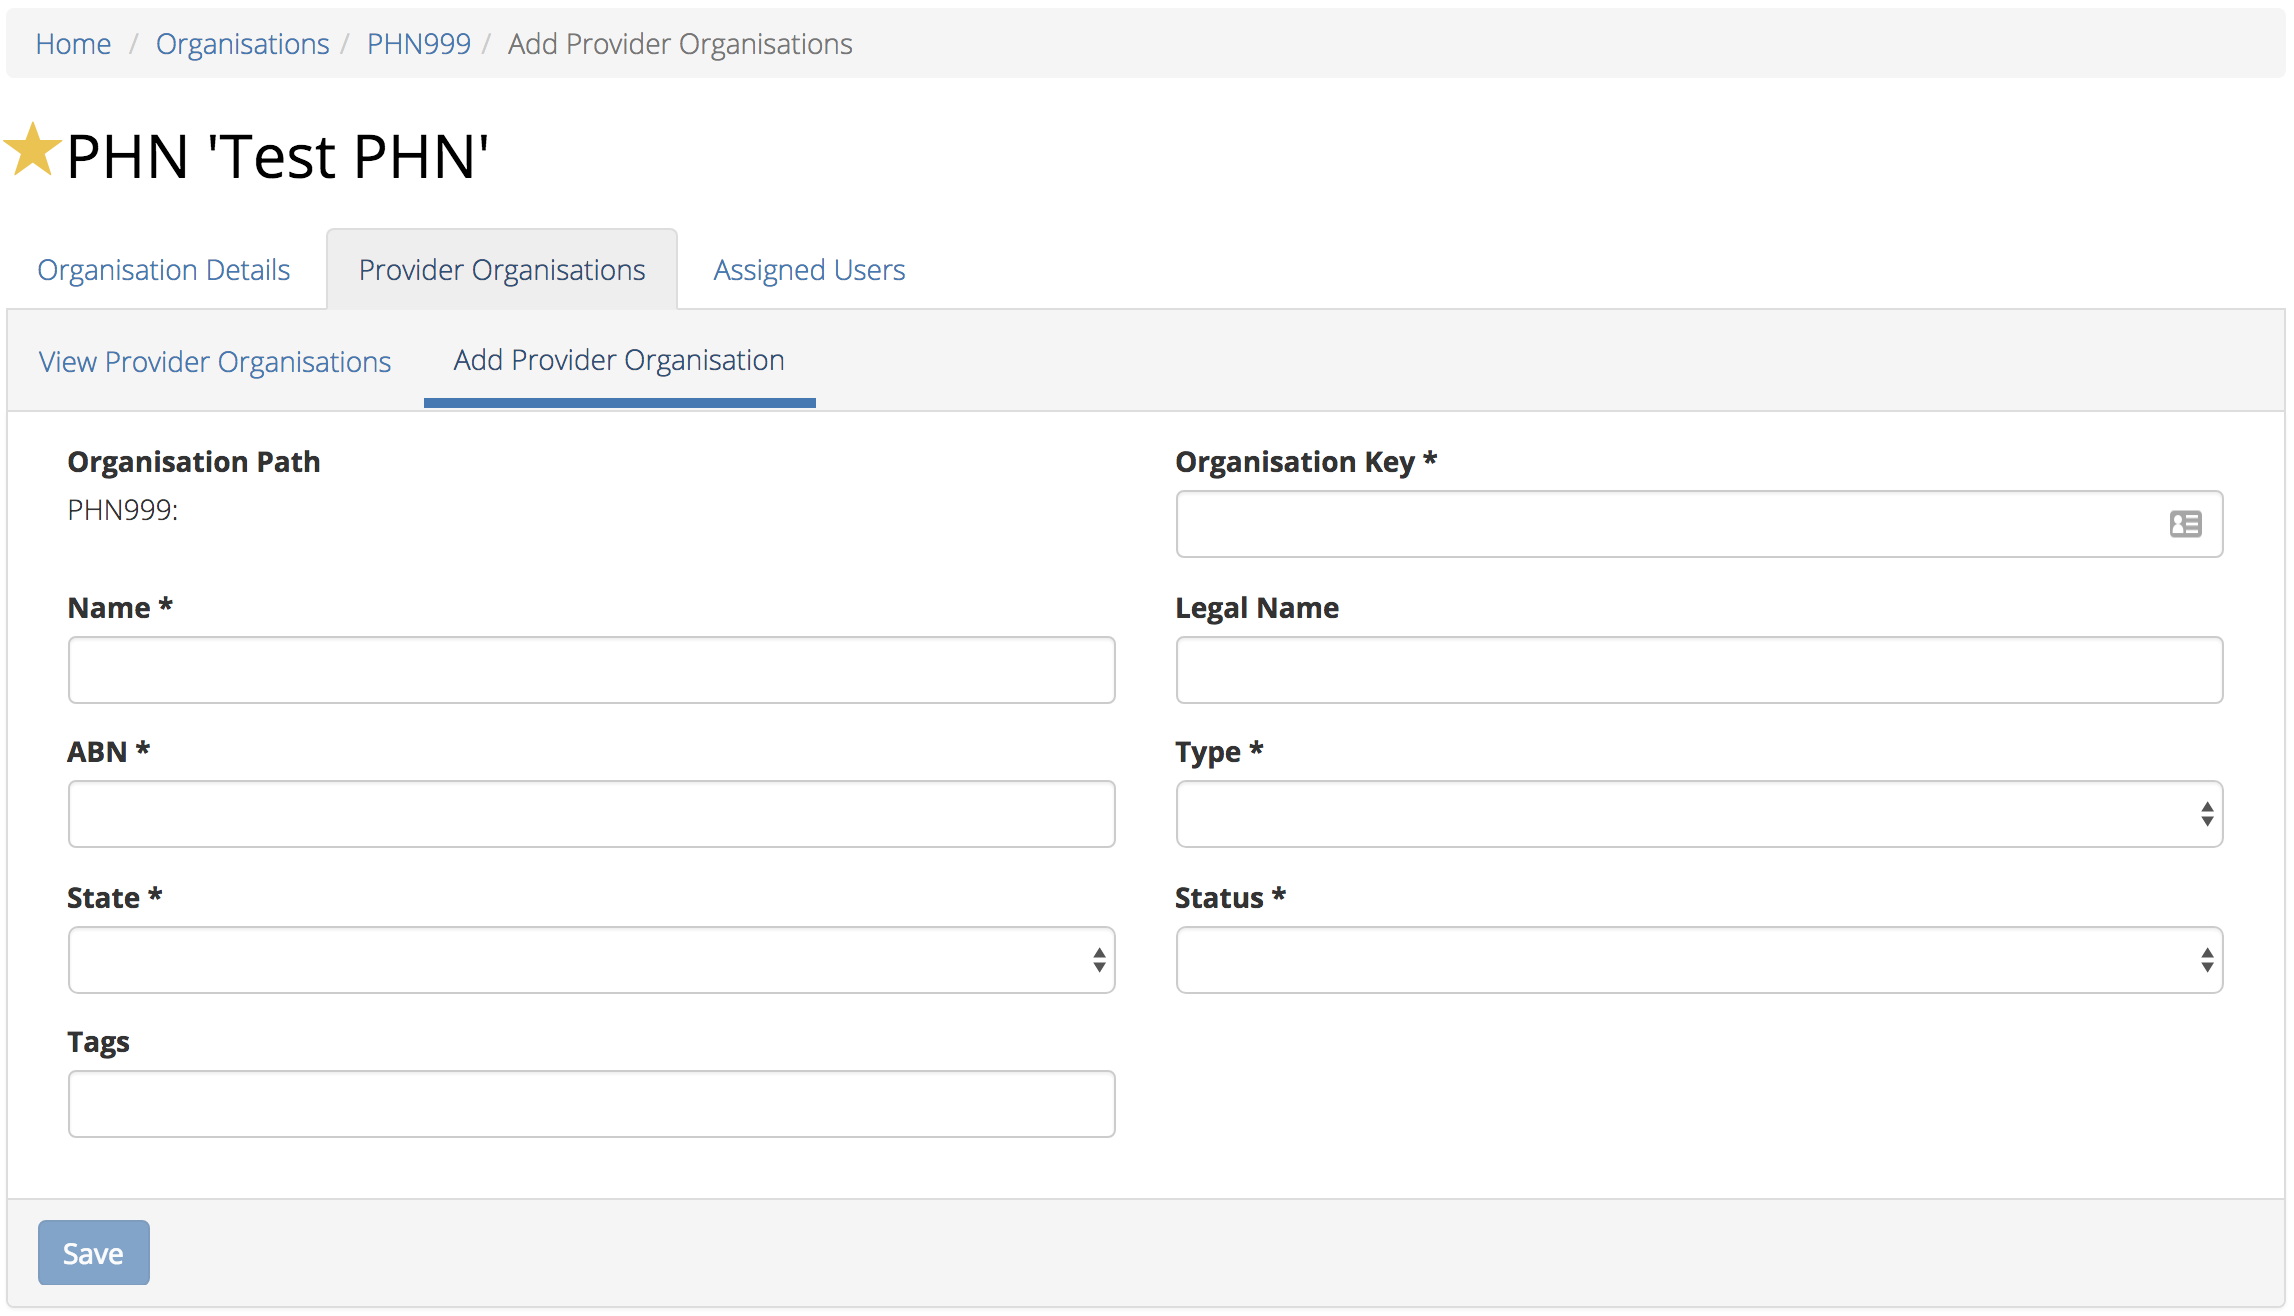 Home / Organisations / PHN999 / Add Provider Organisations
PHN 'Test PHN'
Organisation Details Provider Organisations Assigned Users
View Provider Organisations Add Provider Organisation
Organisation Path Organisation Key *
PHN999:
Name * Legal Name
ABN * Type *
State * Status *
Tags
Save